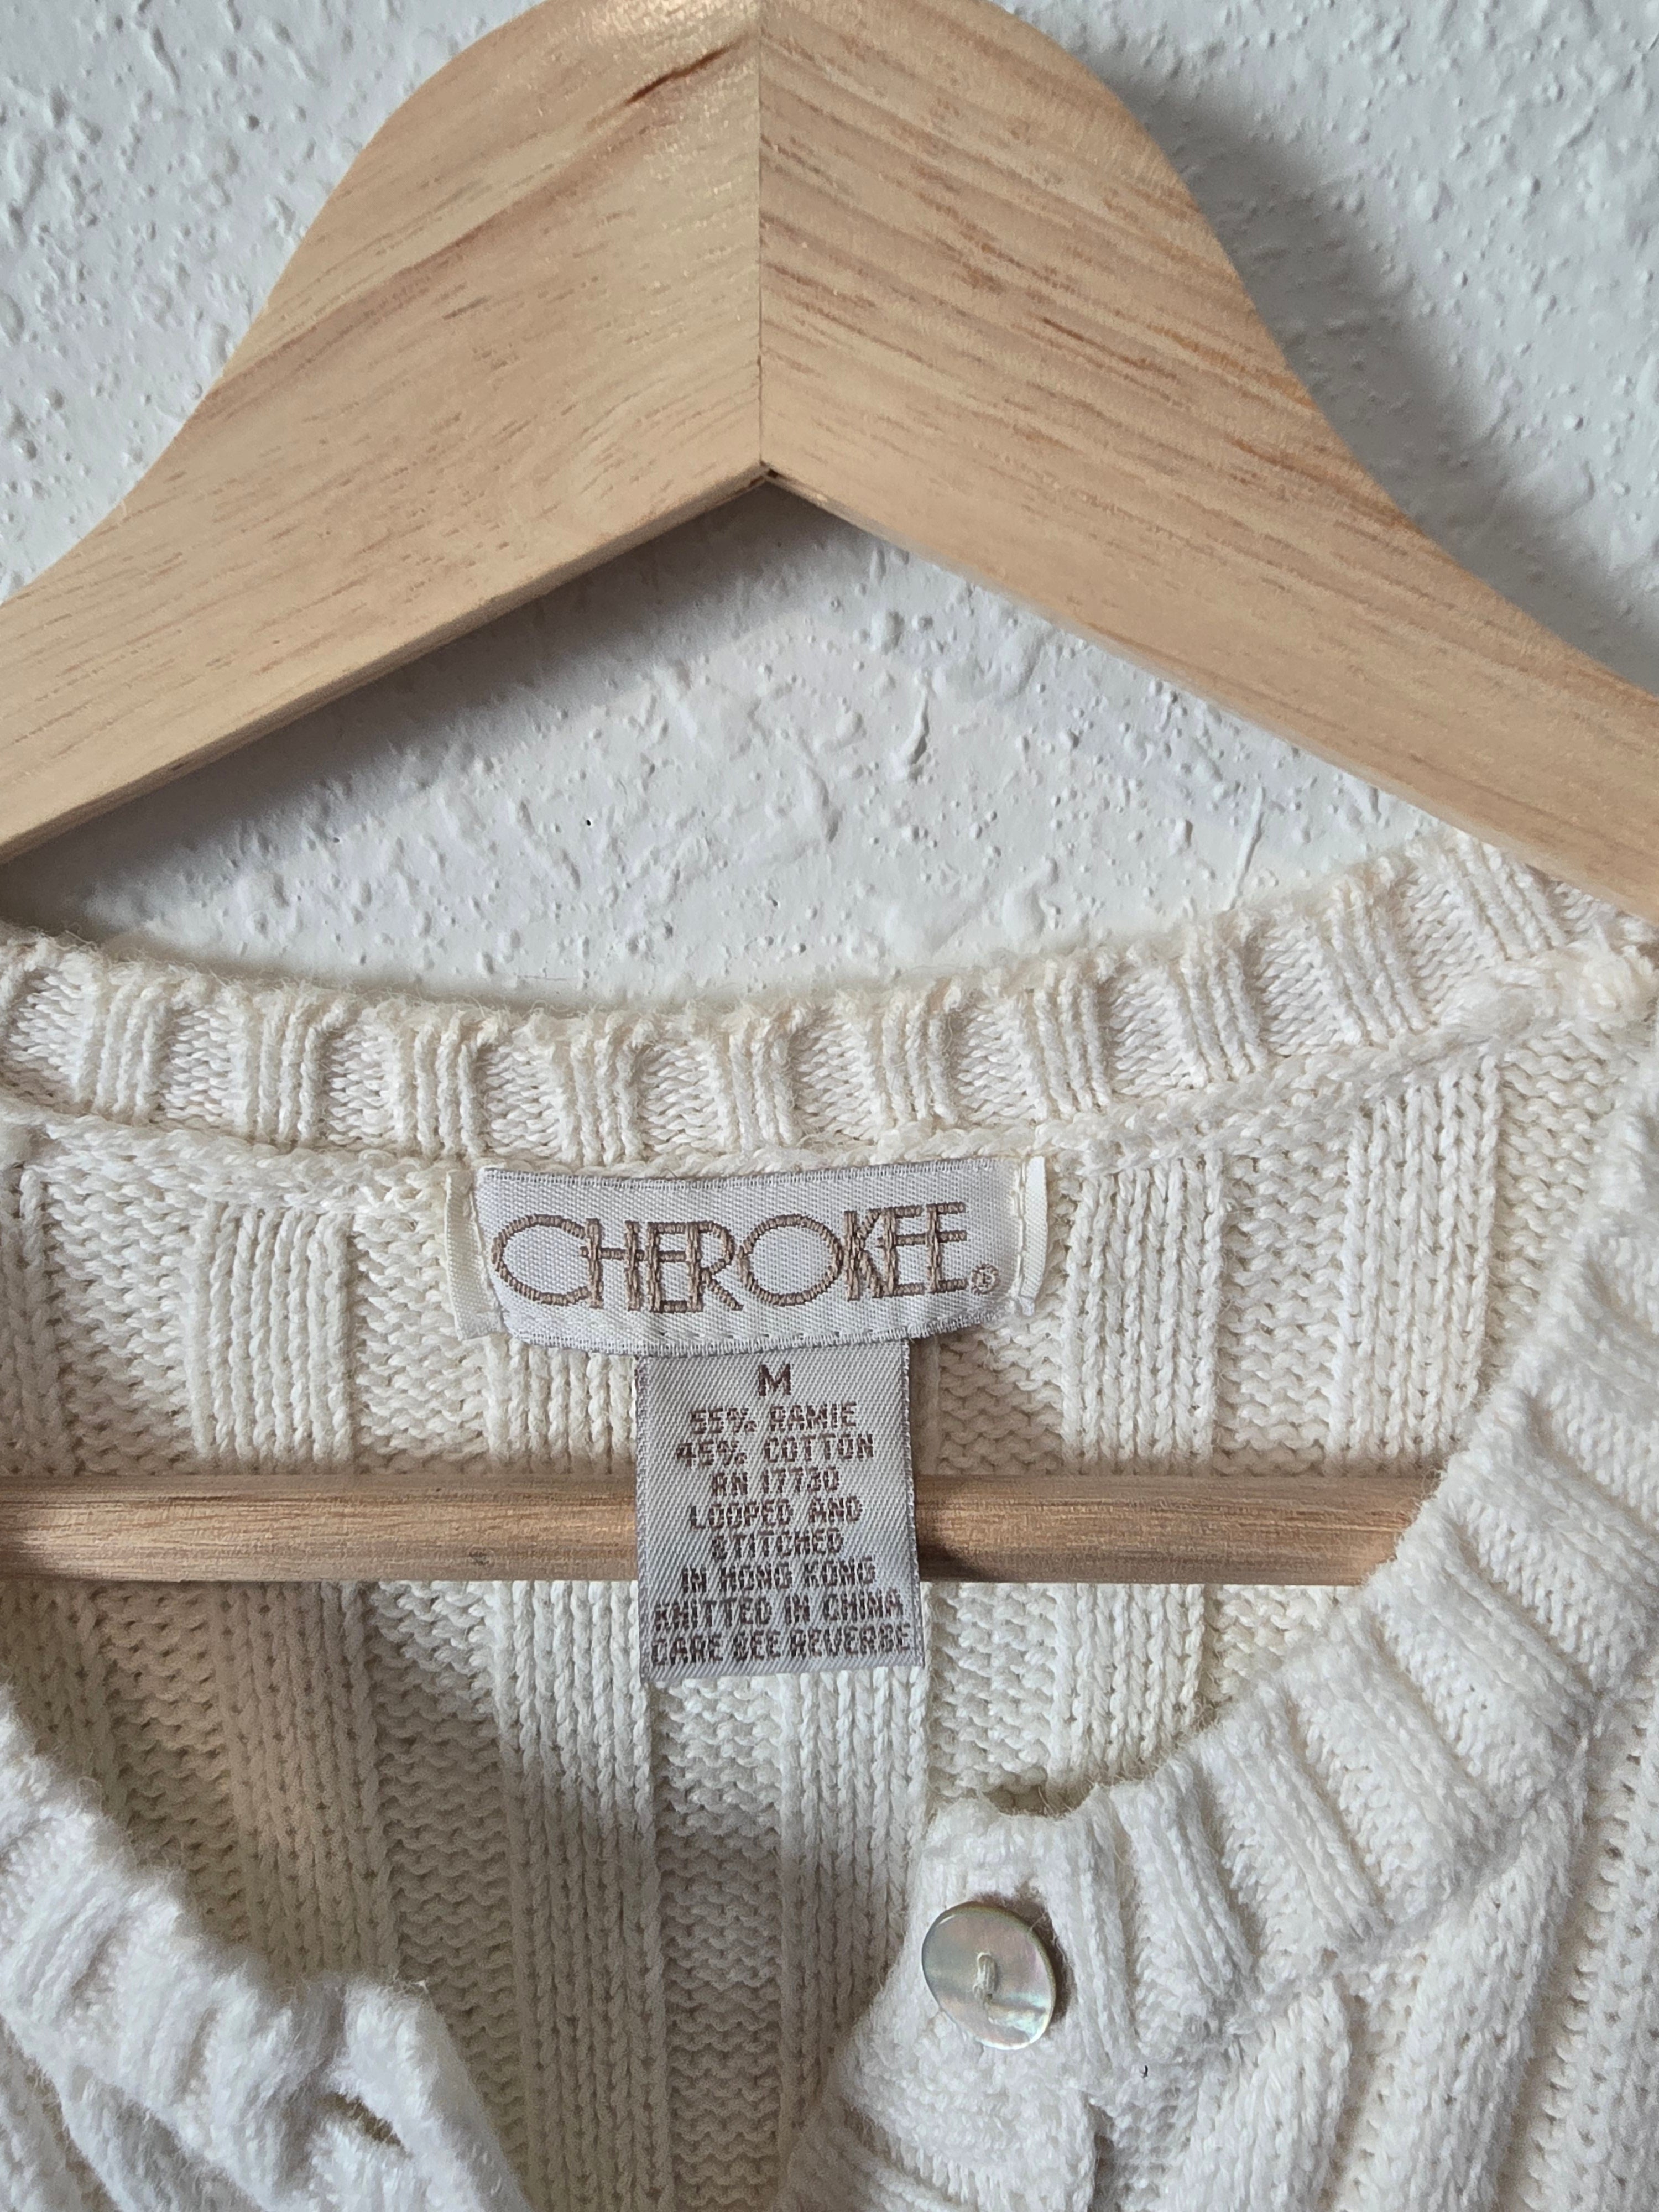 CHEROKEE®
M
55% RAMIE
45% COTTON
RN 17730
LOOPED AND
STITCHED
IN HONG KONG
KNITTED IN CHINA
CARE SEE REVERSE